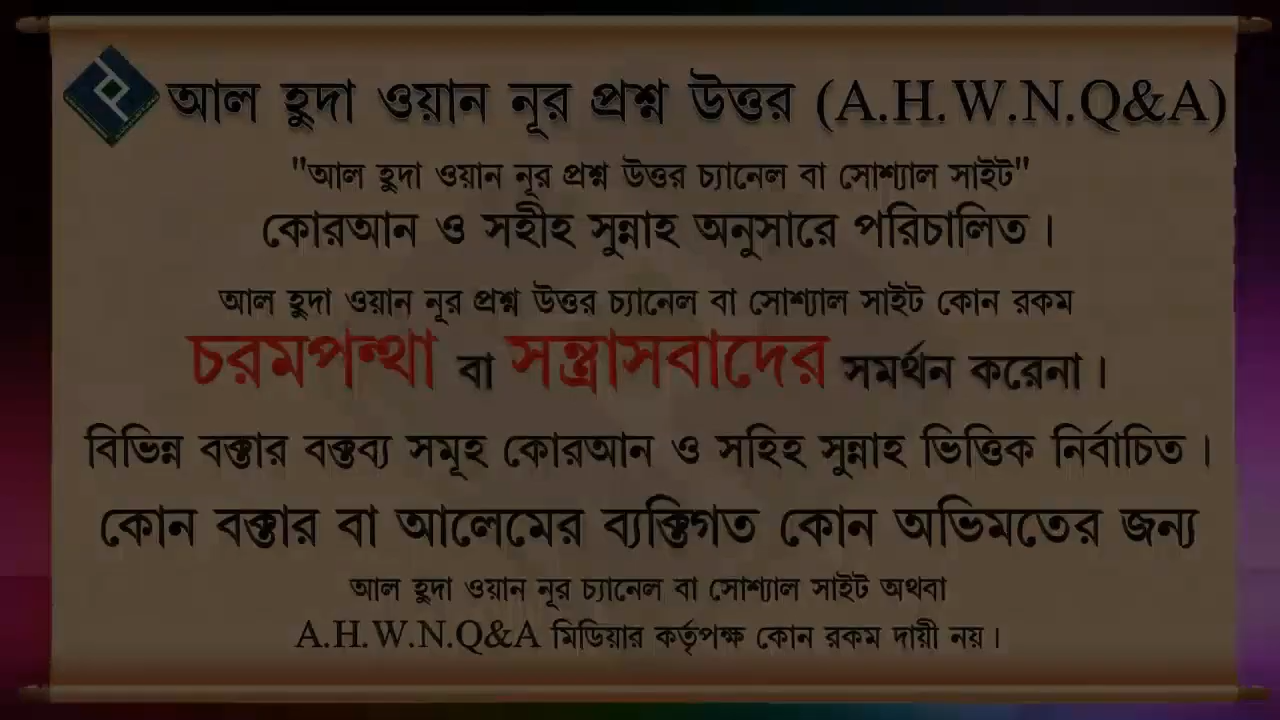 আল হুদা ওয়ান নূর প্রশ্ন উত্তর (A.H.W.N.Q&A)
"আল হুদা ওয়ান নূর প্রশ্ন উত্তর চ্যানেল বা সোশ্যাল সাইট"
কোরআন ও সহীহ সুন্নাহ অনুসারে পরিচালিত ।
আল হুদা ওয়ান নূর প্রশ্ন উত্তর চ্যানেল বা সোশ্যাল সাইট কোন রকম
চরমপন্থা বা সন্ত্রাসবাদের সমর্থন করেনা ।
বিভিন্ন বক্তার বক্তব্য সমূহ কোরআন ও সহিহ সুন্নাহ ভিত্তিক নির্বাচিত ।
কোন বক্তার বা আলেমের ব্যক্তিগত কোন অভিমতের জন্য
আল হুদা ওয়ান নূর চ্যানেল বা সোশ্যাল সাইট অথবা
A.H.W.N.Q&A মিডিয়ার কর্তৃপক্ষ কোন রকম দায়ী নয় ।